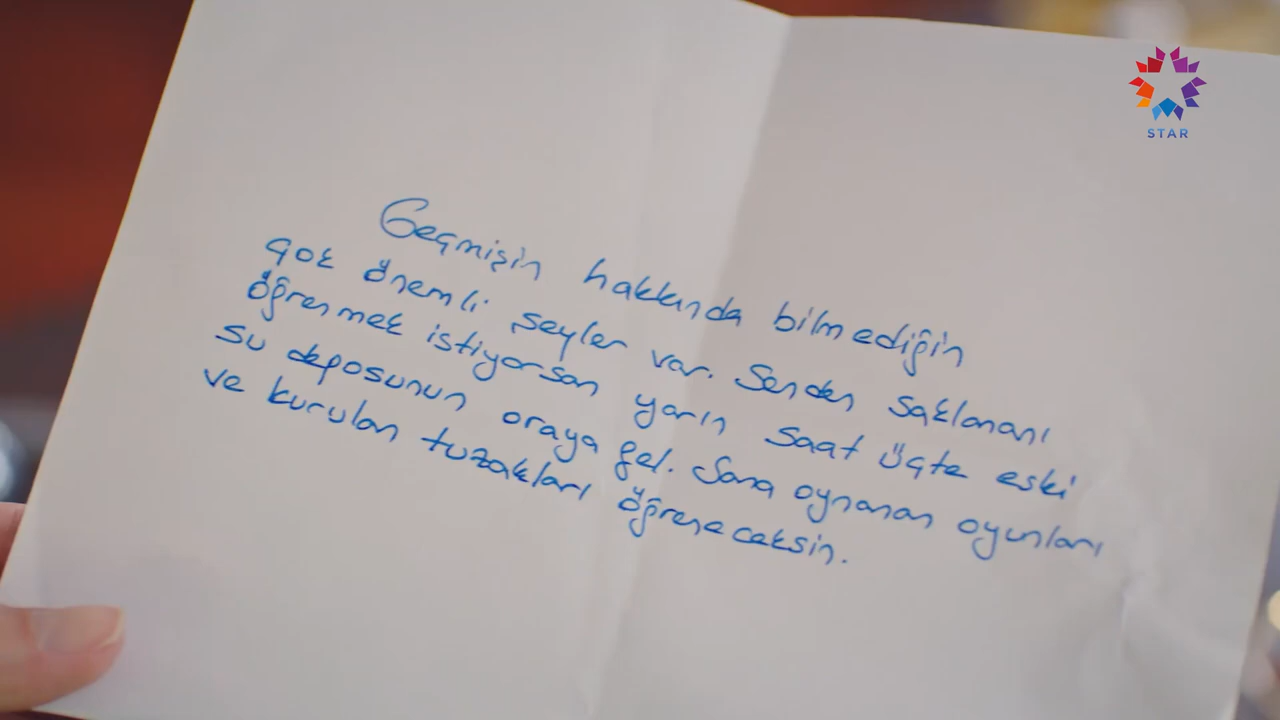 STAR
Geçmişin hakkında bilmediğin
çok önemli şeyler var. Senden saklananı
öğrenmek istiyorsan yarın saat üçte eski
su deposunun oraya gel. Sana oynanan oyunları
ve kurulan tuzakları öğreneceksin.